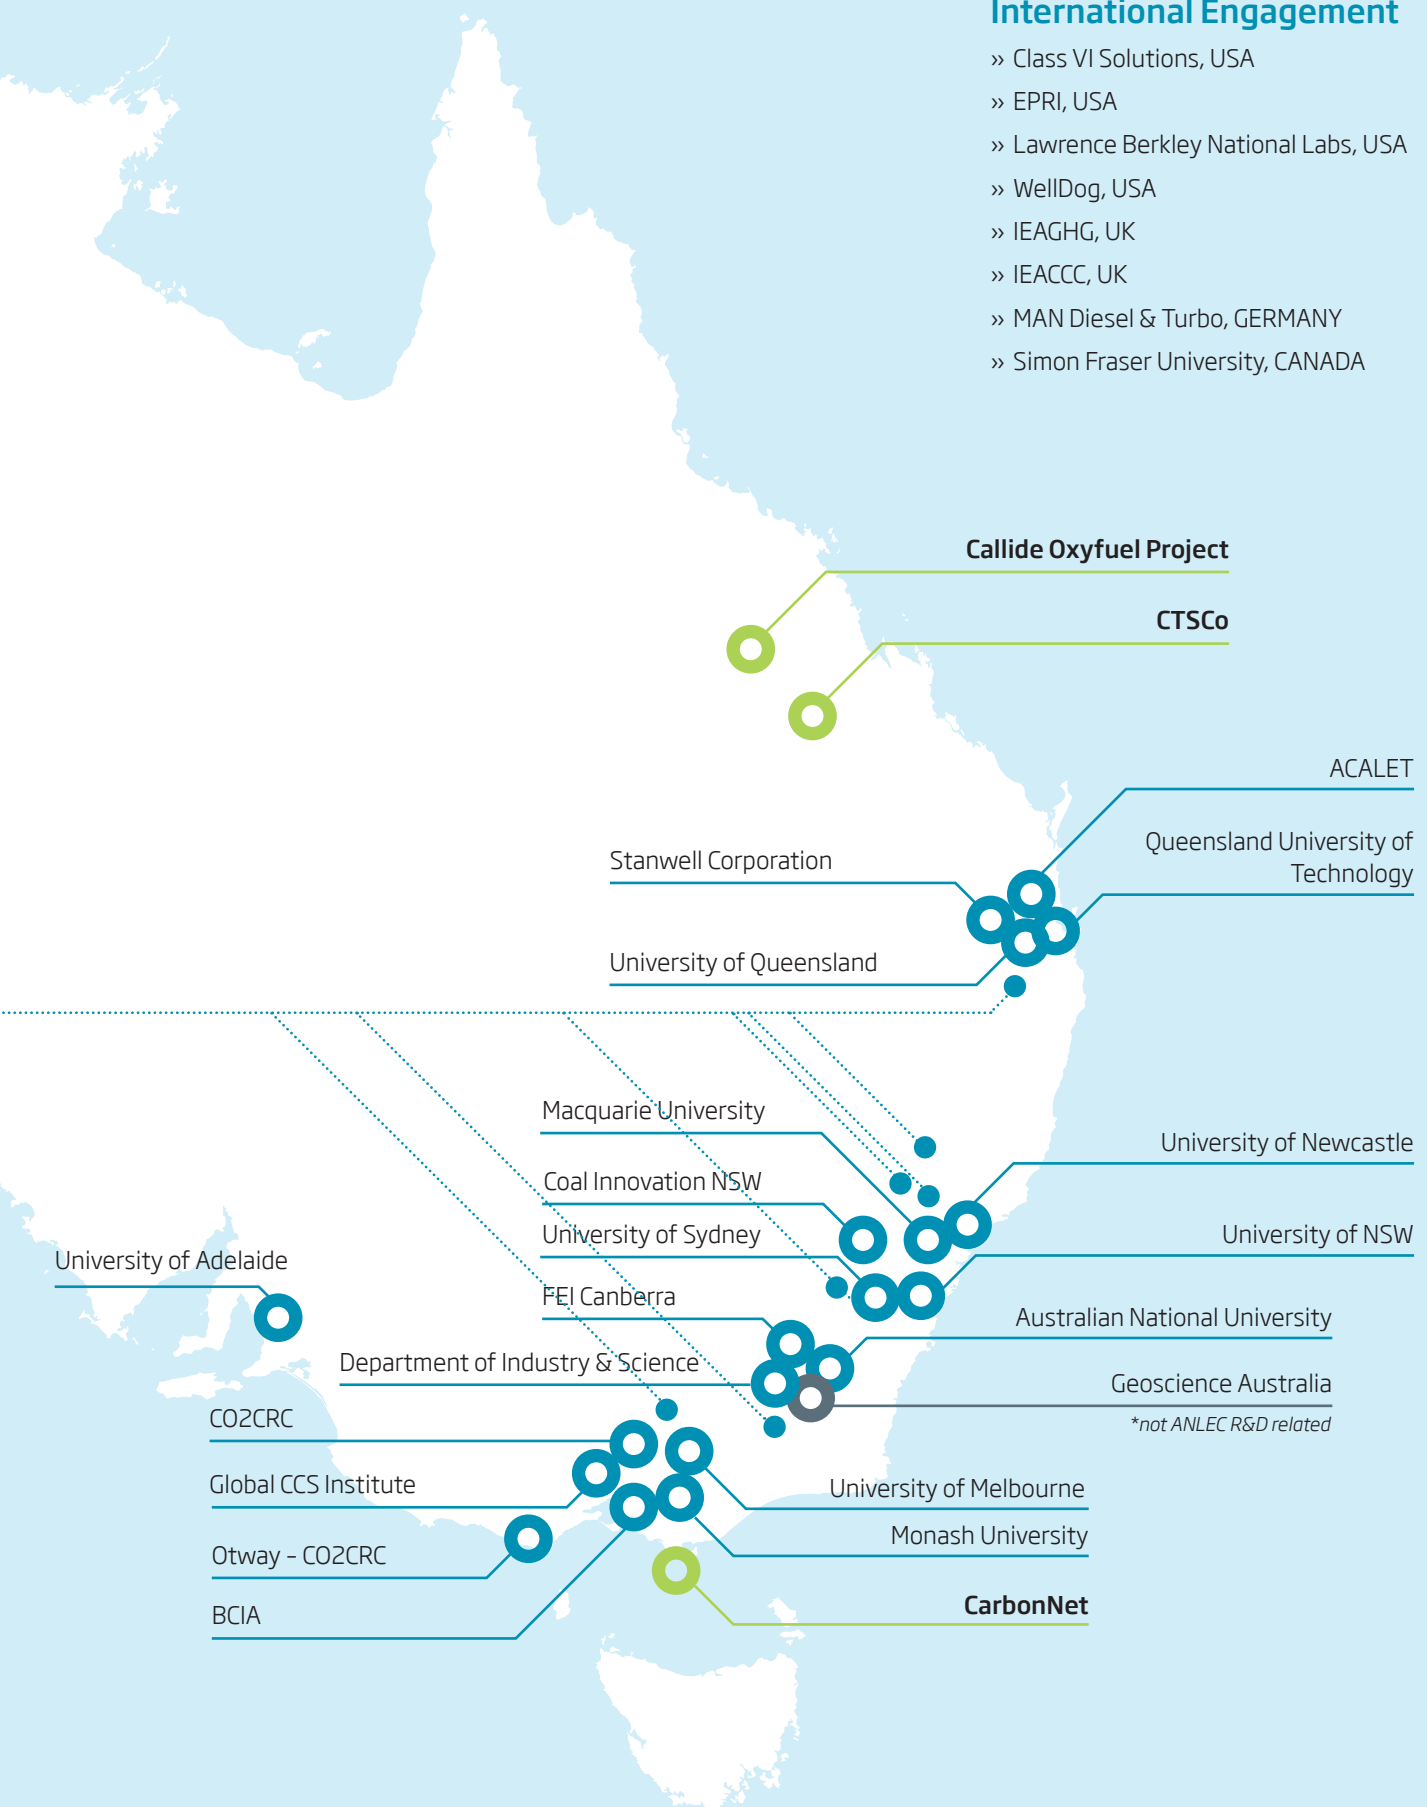 International Engagement
›› Class VI Solutions, USA
›› EPRI, USA
›› Lawrence Berkley National Labs, USA
›› WellDog, USA
›› IEAGHG, UK
›› IEACCC, UK
›› MAN Diesel & Turbo, GERMANY
›› Simon Fraser University, CANADA
Callide Oxyfuel Project
CTSCo
ACALET
Queensland University of
Technology
Stanwell Corporation
University of Queensland
Macquarie University
University of Newcastle
Coal Innovation NSW
University of Sydney
University of NSW
University of Adelaide
FEI Canberra
Australian National University
Department of Industry & Science
Geoscience Australia
*not ANLEC R&D related
CO2CRC
Global CCS Institute
University of Melbourne
Monash University
Otway – CO2CRC
CarbonNet
BCIA